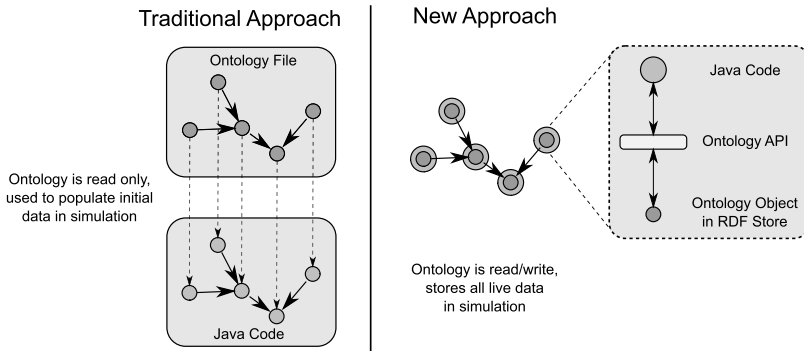 Traditional Approach
Ontology File
Ontology is read only,
used to populate initial
data in simulation
Java Code
New Approach
Java Code
Ontology API
Ontology Object
in RDF Store
Ontology is read/write,
stores all live data
in simulation